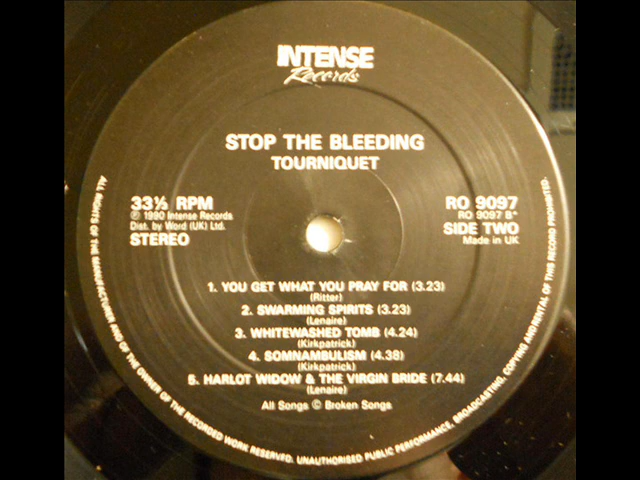 INTENSE
Records
STOP THE BLEEDING
TOURNIQUET
33⅓ RPM
℗ 1990 Intense Records
Dist. by Word (UK) Ltd.
STEREO
RO 9097
RO 9097 B*
SIDE TWO
Made in UK
1. YOU GET WHAT YOU PRAY FOR (3.23)
(Ritter)
2. SWARMING SPIRITS (3.23)
(Lenaire)
3. WHITEWASHED TOMB (4.24)
(Kirkpatrick)
4. SOMNAMBULISM (4.38)
(Kirkpatrick)
5. HARLOT WIDOW & THE VIRGIN BRIDE (7.44)
(Lenaire)
All Songs © Broken Songs
ALL RIGHTS OF THE MANUFACTURER AND OF THE OWNER OF THE RECORDED WORK RESERVED. UNAUTHORISED PUBLIC PERFORMANCE, BROADCASTING, COPYING AND RENTAL OF THIS RECORD PROHIBITED.